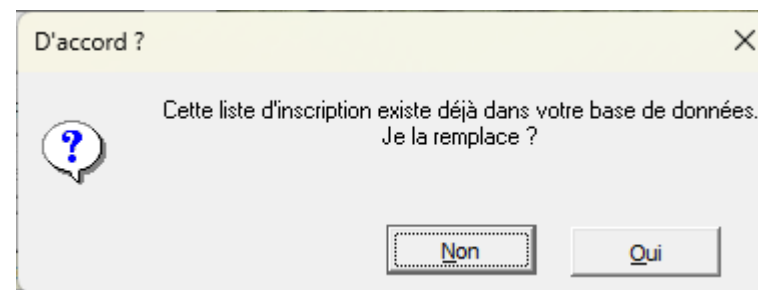 D'accord ?
Cette liste d'inscription existe déjà dans votre base de données.
Je la remplace ?
Non
Oui